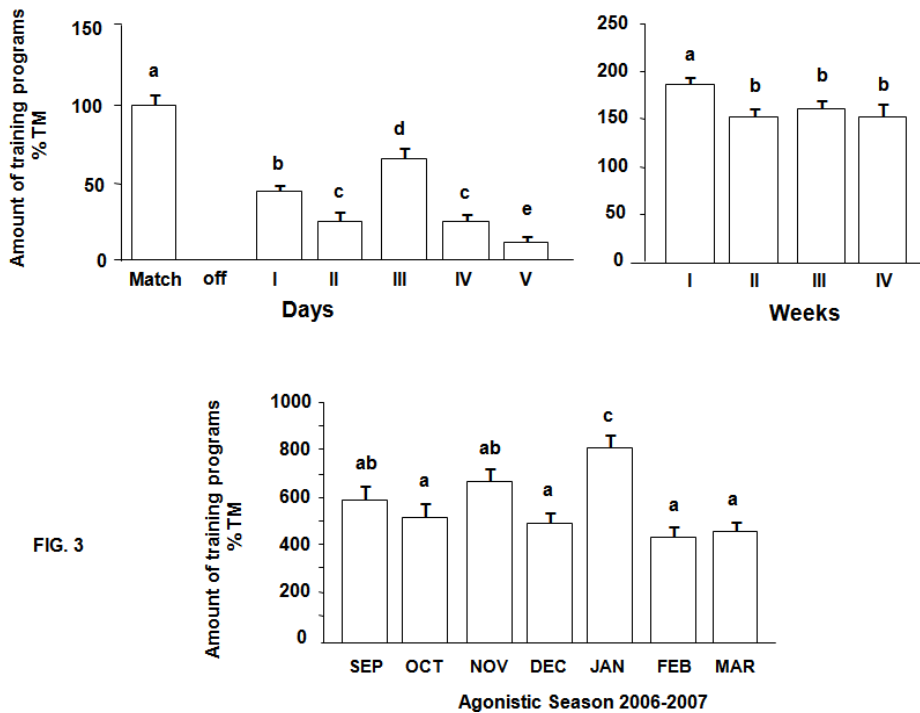 Amount of training programs
% TM
150
100
50
0
a
b
c
d
c
e
Match off I II III IV V
Days
250
200
150
100
50
0
a
b
b
b
I II III IV
Weeks
Amount of training programs
% TM
1000
800
600
400
200
0
ab
a
ab
a
c
a
a
SEP OCT NOV DEC JAN FEB MAR
Agonistic Season 2006-2007
FIG. 3